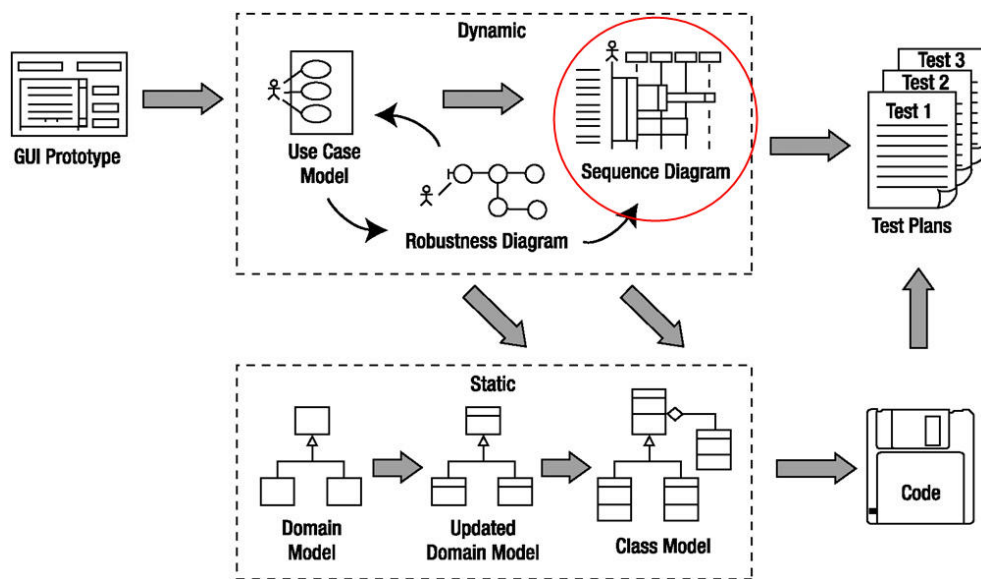 Dynamic
GUI Prototype
Use Case
Model
Robustness Diagram
Sequence Diagram
Test 3
Test 2
Test 1
Test Plans
Static
Domain
Model
Updated
Domain Model
Class Model
Code